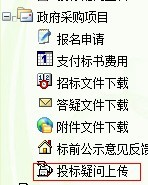 政府采购项目
报名申请
支付标书费用
招标文件下载
答疑文件下载
附件文件下载
标前公示意见反馈
投标疑问上传